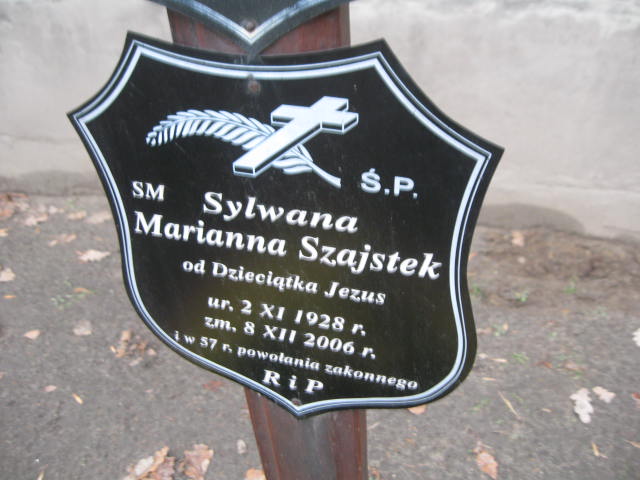 Ś.P.
SM Sylwana
Marianna Szajstek
od Dzieciątka Jezus
ur. 2 XI 1928 r.
zm. 8 XII 2006 r.
i w 57 r. powołania zakonnego
R i P